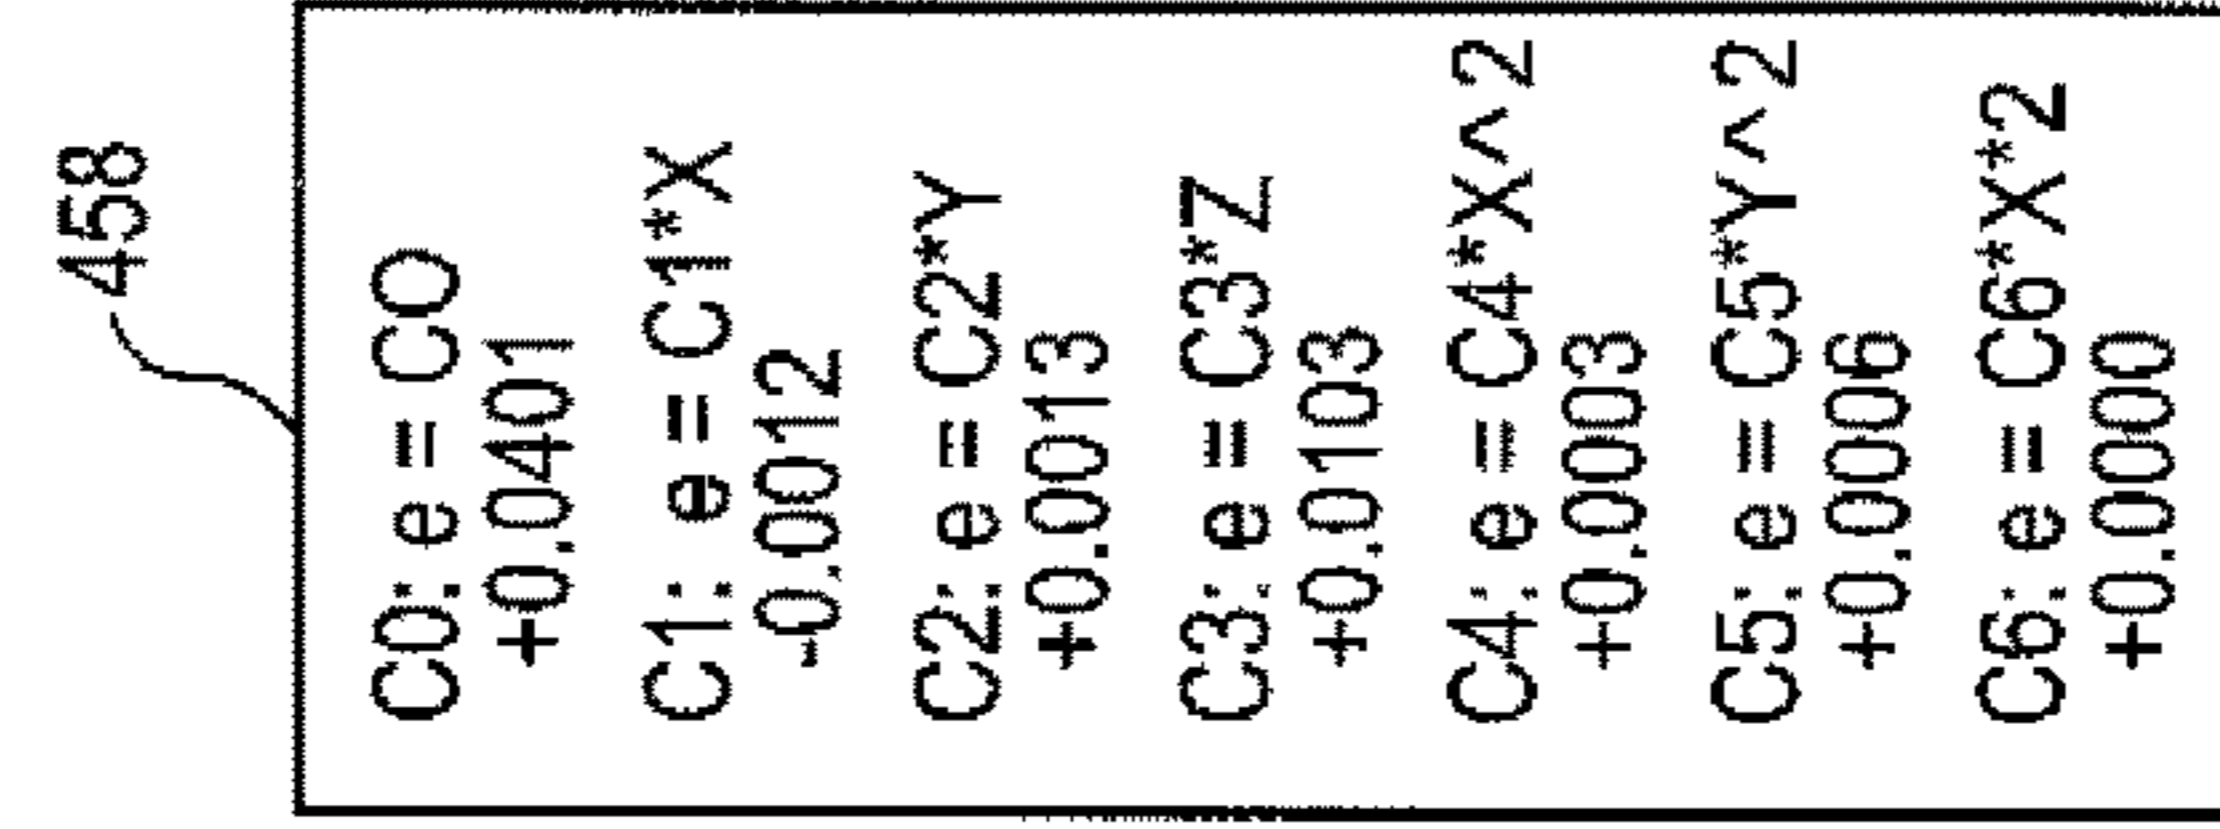 458
C0: e = C0
+0.0401
C1: e = C1*X
-0.0012
C2: e = C2*Y
+0.0013
C3: e = C3*Z
+0.0103
C4: e = C4*X^2
+0.0003
C5: e = C5*Y^2
+0.0006
C6: e = C6*X*2
+0.0000